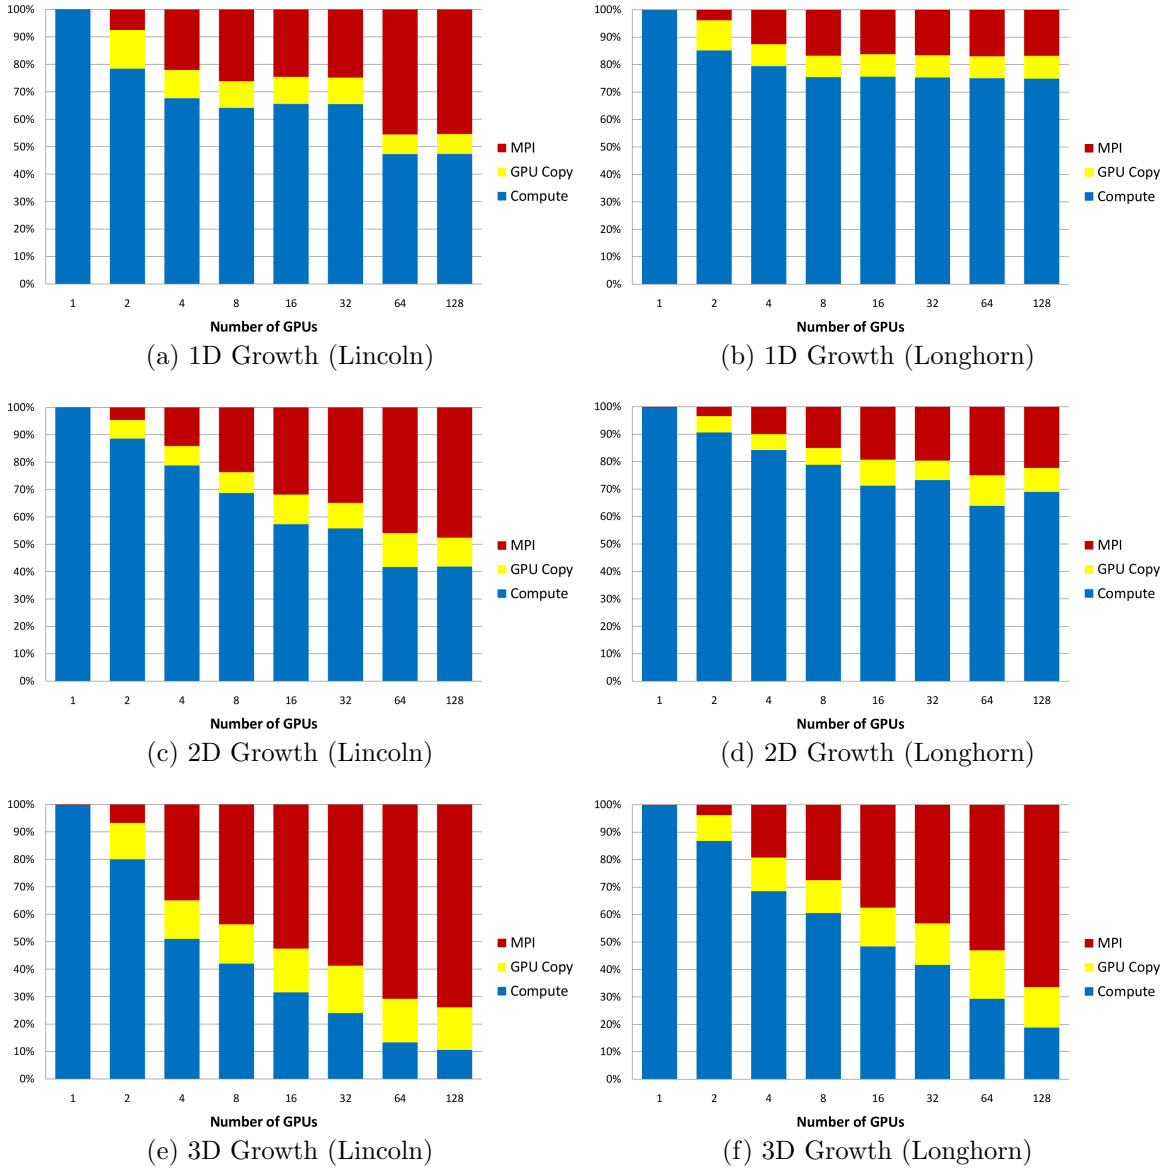 100%
90%
80%
70%
60%
50%
40%
30%
20%
10%
0%
1 2 4 8 16 32 64 128
Number of GPUs
MPI
GPU Copy
Compute
(a) 1D Growth (Lincoln)
100%
90%
80%
70%
60%
50%
40%
30%
20%
10%
0%
1 2 4 8 16 32 64 128
Number of GPUs
MPI
GPU Copy
Compute
(b) 1D Growth (Longhorn)
100%
90%
80%
70%
60%
50%
40%
30%
20%
10%
0%
1 2 4 8 16 32 64 128
Number of GPUs
MPI
GPU Copy
Compute
(c) 2D Growth (Lincoln)
100%
90%
80%
70%
60%
50%
40%
30%
20%
10%
0%
1 2 4 8 16 32 64 128
Number of GPUs
MPI
GPU Copy
Compute
(d) 2D Growth (Longhorn)
100%
90%
80%
70%
60%
50%
40%
30%
20%
10%
0%
1 2 4 8 16 32 64 128
Number of GPUs
MPI
GPU Copy
Compute
(e) 3D Growth (Lincoln)
100%
90%
80%
70%
60%
50%
40%
30%
20%
10%
0%
1 2 4 8 16 32 64 128
Number of GPUs
MPI
GPU Copy
Compute
(f) 3D Growth (Longhorn)